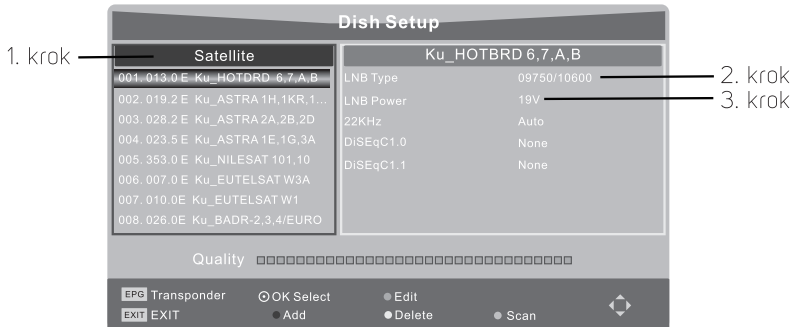 Dish Setup
1. krok
Satellite
001. 013.0 E Ku_HOTDRD 6,7,A,B
002. 019.2 E Ku_ASTRA 1H,1KR,1...
003. 028.2 E Ku_ASTRA 2A,2B,2D
004. 023.5 E Ku_ASTRA 1E,1G,3A
005. 353.0 E Ku_NILESAT 101,10
006. 007.0 E Ku_EUTELSAT W3A
007. 010.0E Ku_EUTELSAT W1
008. 026.0E Ku_BADR-2,3,4/EURO
Ku_HOTBRD 6,7,A,B
LNB Type 09750/10600
2. krok
LNB Power 19V
3. krok
22KHz Auto
DiSEqC1.0 None
DiSEqC1.1 None
Quality
EPG Transponder OK Select Edit
EXIT EXIT Add Delete Scan